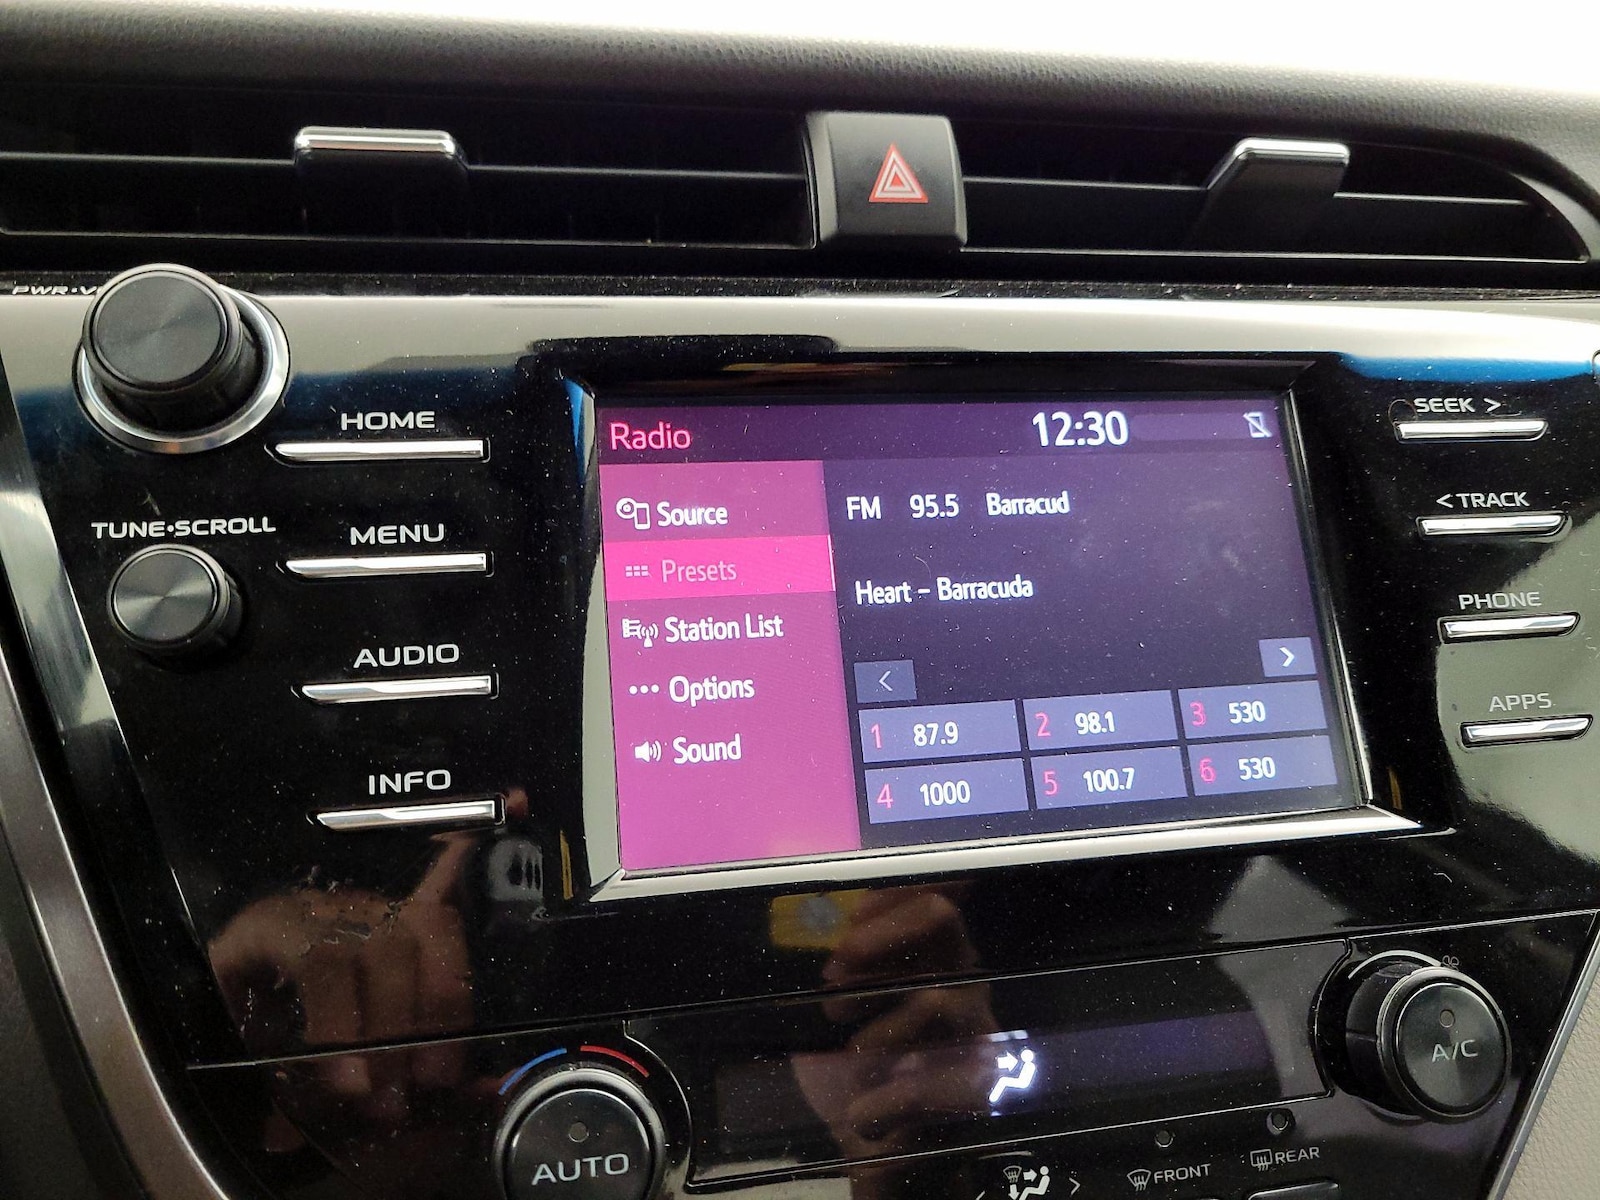 PWR•V
HOME
TUNE•SCROLL
MENU
AUDIO
INFO
Radio
12:30
Source
Presets
Station List
Options
Sound
FM 95.5 Barracud
Heart – Barracuda
< >
1 87.9
2 98.1
3 530
4 1000
5 100.7
6 530
SEEK >
< TRACK
PHONE
APPS
A/C
AUTO
< >
FRONT
REAR